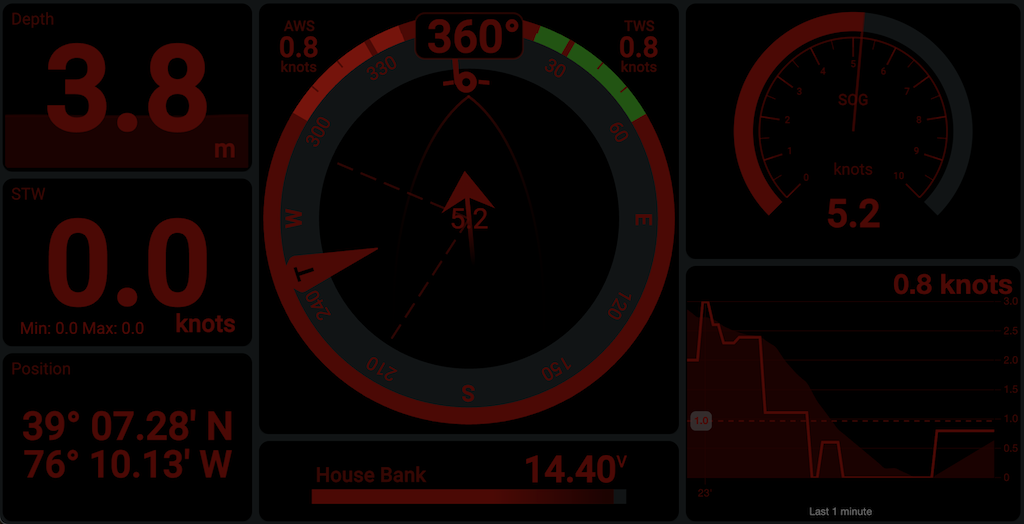 Depth
3.8
m
STW
0.0
Min: 0.0 Max: 0.0 knots
Position
39° 07.28' N
76° 10.13' W
AWS
0.8
knots
360°
TWS
0.8
knots
330
30
300
60
W
E
5.2
T
240
120
210
150
S
House Bank 14.40V
SOG
0
1
2
3
4
5
6
7
8
9
10
knots
5.2
0.8 knots
3.0
2.5
2.0
1.5
1.0
1.0
0.5
0
23'
Last 1 minute